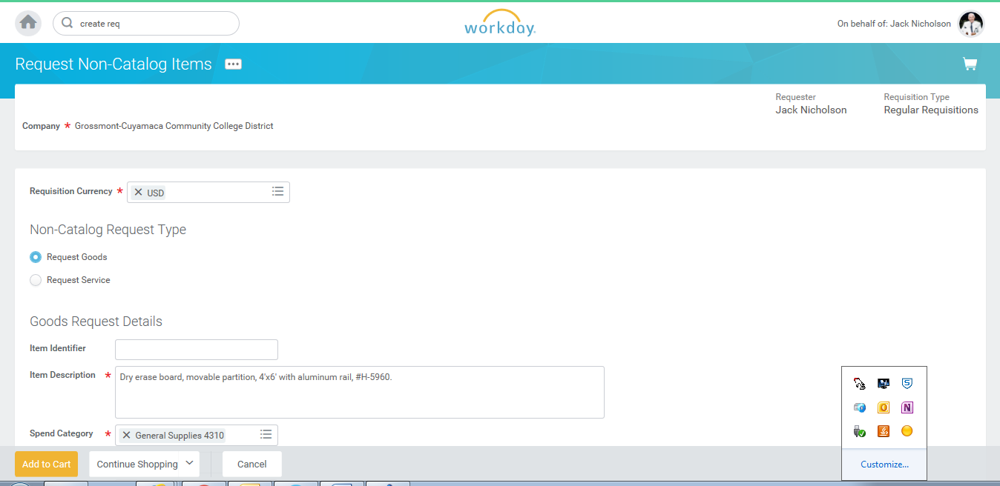 create req
workday.
On behalf of: Jack Nicholson
Request Non-Catalog Items
Requester
Jack Nicholson
Requisition Type
Regular Requisitions
Company * Grossmont-Cuyamaca Community College District
Requisition Currency * USD
Non-Catalog Request Type
Request Goods
Request Service
Goods Request Details
Item Identifier
Item Description * Dry erase board, movable partition, 4'x6' with aluminum rail, #H-5960.
Spend Category * General Supplies 4310
Add to Cart
Continue Shopping
Cancel
Customize...